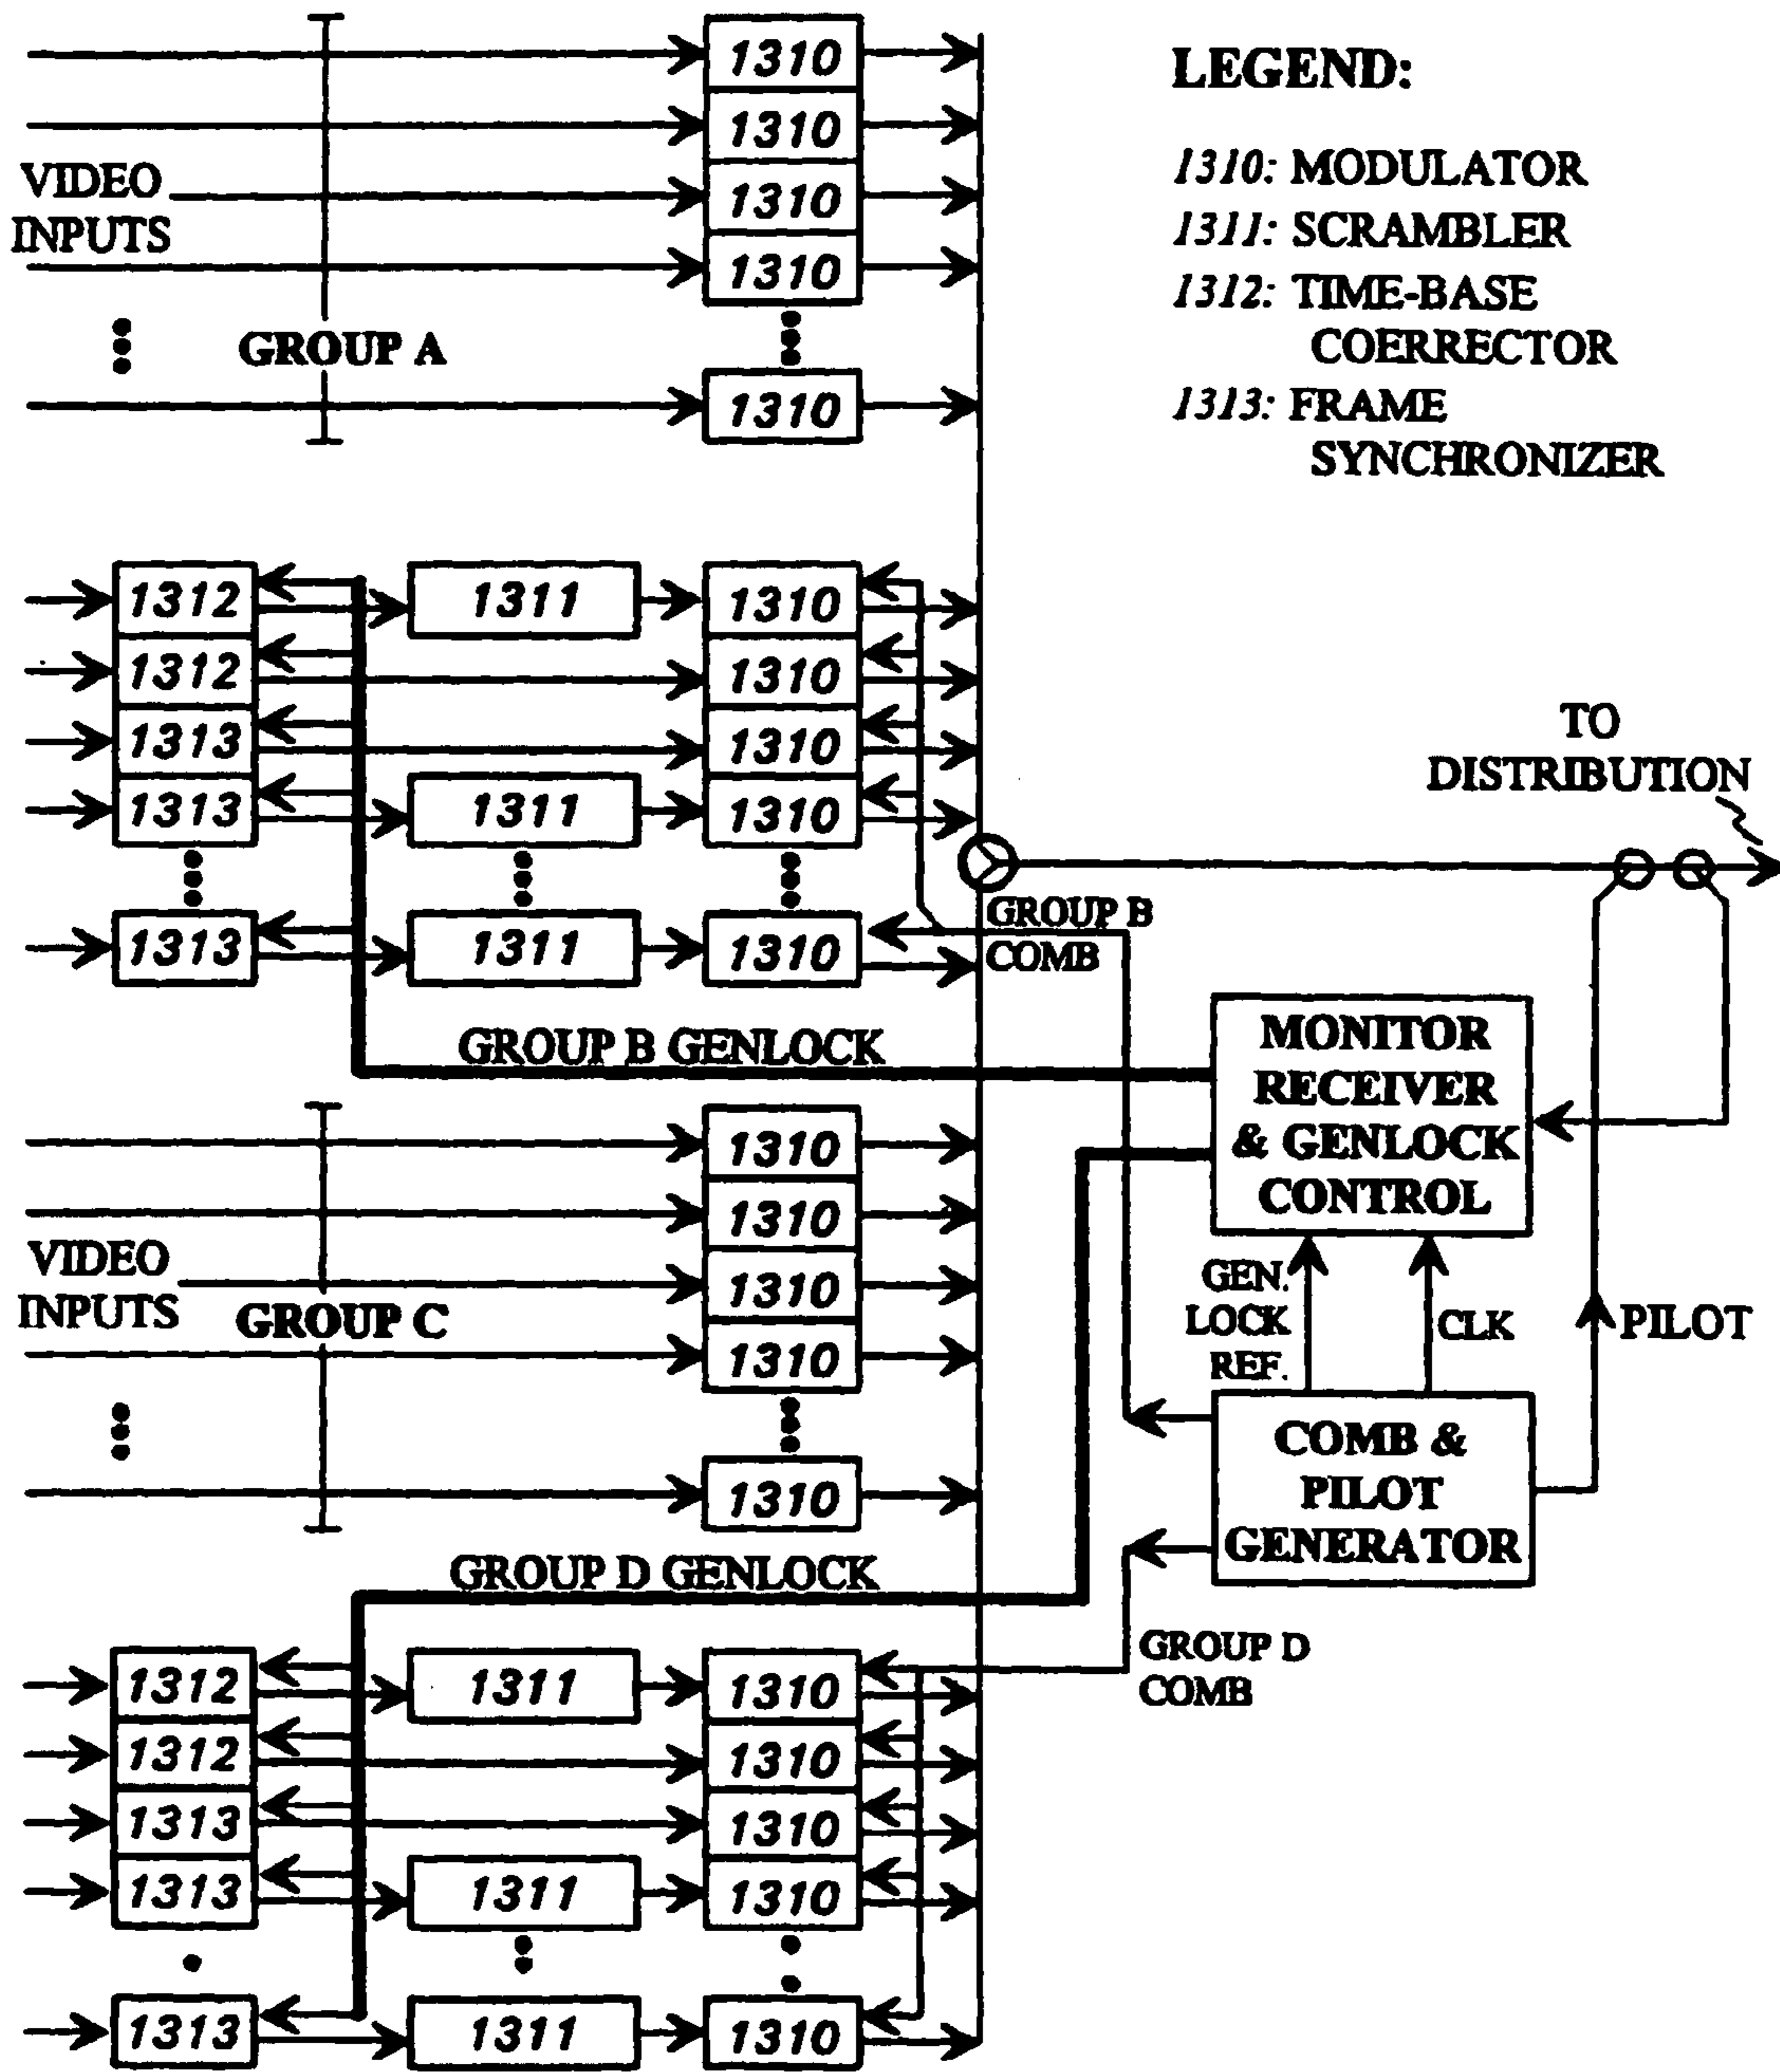 1310
LEGEND:
1310
1310: MODULATOR
VIDEO
INPUTS
1310
1311: SCRAMBLER
1310
1312: TIME-BASE
COERRECTOR
GROUP A
1310
1313: FRAME
SYNCHRONIZER
1312 1311 1310
1312 1310
1313 1310
TO
DISTRIBUTION
1313 1311 1310
GROUP B
COMB
1313 1311 1310
GROUP B GENLOCK
MONITOR
RECEIVER
& GENLOCK
CONTROL
1310
1310
VIDEO
INPUTS
1310
GROUP C
1310
GEN.
LOCK
REF.
CLK
PILOT
1310
COMB &
PILOT
GENERATOR
GROUP D GENLOCK
GROUP D
COMB
1312 1311 1310
1312 1310
1313 1310
1313 1311 1310
1313 1311 1310